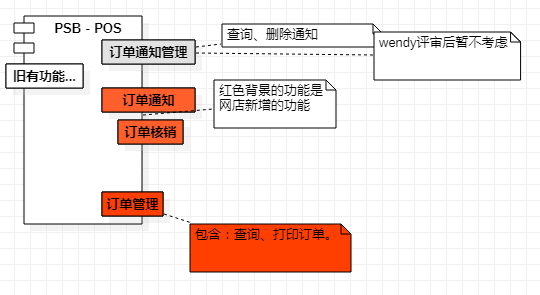 PSB - POS
查询、删除通知
wendy评审后暂不考虑
订单通知管理
旧有功能...
订单通知
红色背景的功能是
网店新增的功能
订单核销
订单管理
包含：查询、打印订单。